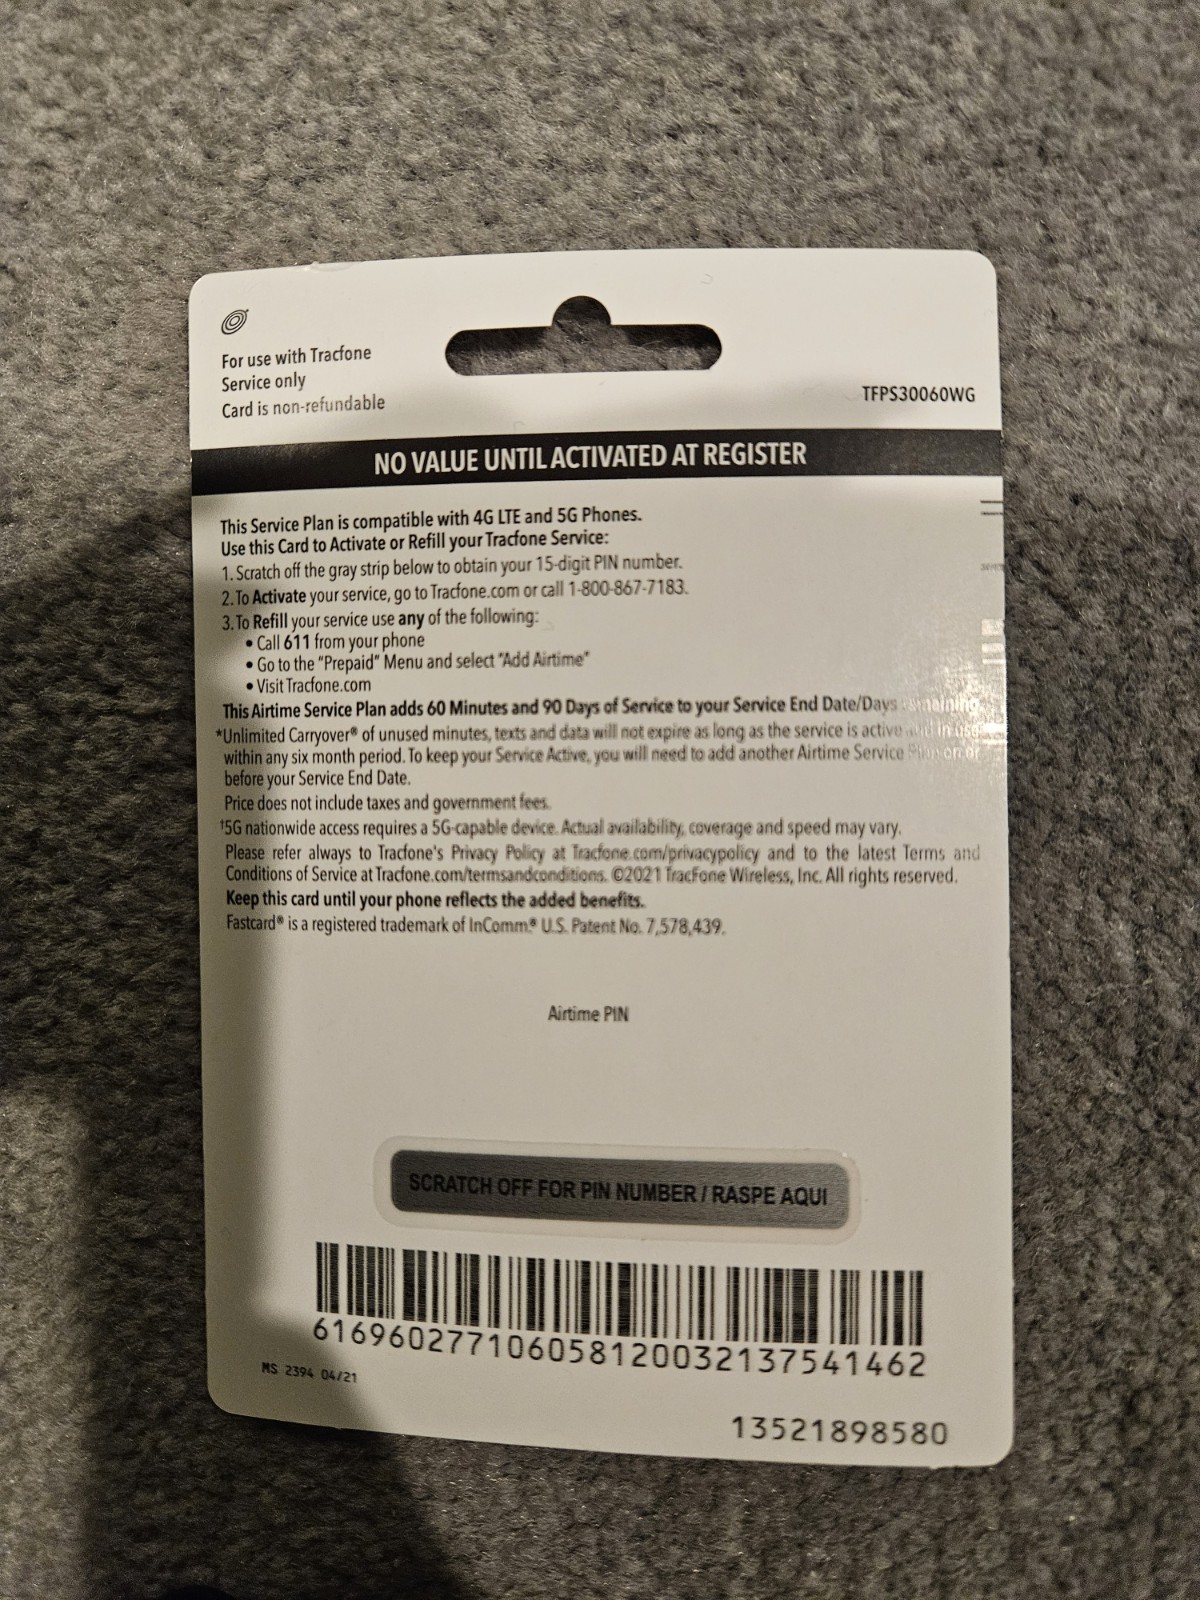 For use with Tracfone
Service only
Card is non-refundable
TFPS30060WG
NO VALUE UNTIL ACTIVATED AT REGISTER
This Service Plan is compatible with 4G LTE and 5G Phones.
Use this Card to Activate or Refill your Tracfone Service:
1. Scratch off the gray strip below to obtain your 15-digit PIN number.
2. To Activate your service, go to Tracfone.com or call 1-800-867-7183.
3. To Refill your service use any of the following:
• Call 611 from your phone
• Go to the "Prepaid" Menu and select "Add Airtime"
• Visit Tracfone.com
This Airtime Service Plan adds 60 Minutes and 90 Days of Service to your Service End Date/Days remaining.
*Unlimited Carryover® of unused minutes, texts and data will not expire as long as the service is active and in use
within any six month period. To keep your Service Active, you will need to add another Airtime Service Plan on or
before your Service End Date.
Price does not include taxes and government fees.
†5G nationwide access requires a 5G-capable device. Actual availability, coverage and speed may vary.
Please refer always to Tracfone's Privacy Policy at Tracfone.com/privacypolicy and to the latest Terms and
Conditions of Service at Tracfone.com/termsandconditions. ©2021 TracFone Wireless, Inc. All rights reserved.
Keep this card until your phone reflects the added benefits.
Fastcard® is a registered trademark of InComm.® U.S. Patent No. 7,578,439.
Airtime PIN
SCRATCH OFF FOR PIN NUMBER / RASPE AQUI
616960277106058120032137541462
MS 2394 04/21
13521898580